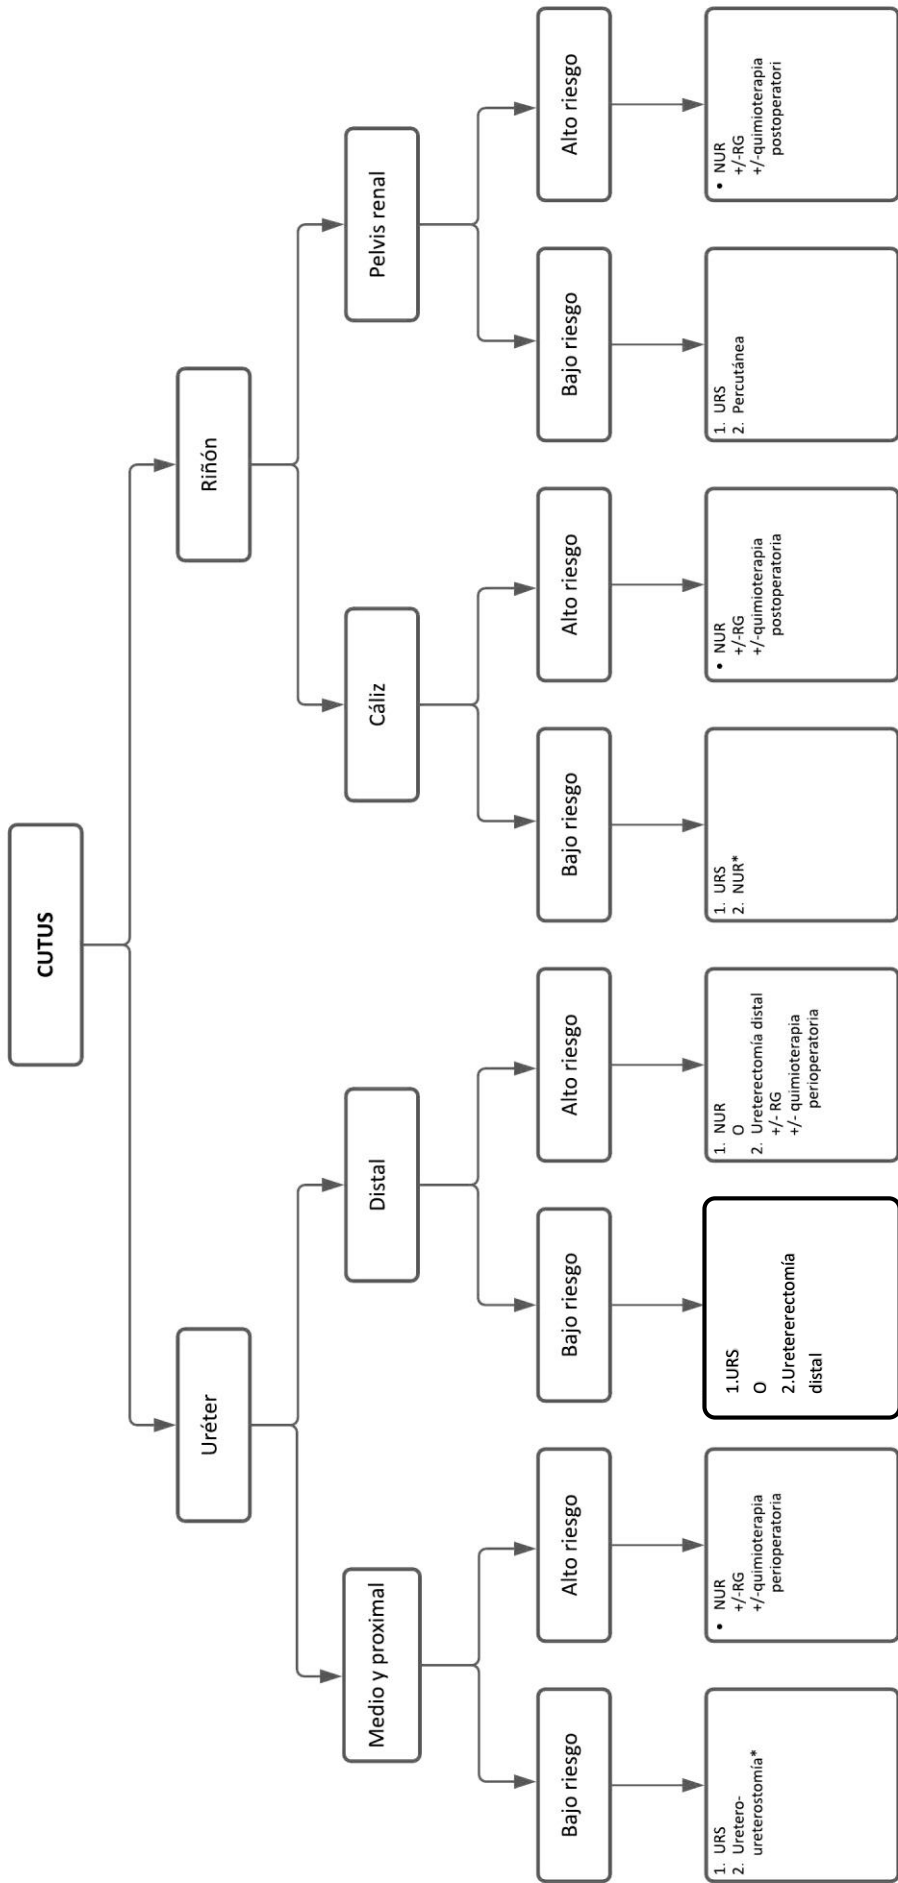 CUTUS
Uréter
Riñón
Medio y proximal
Distal
Cáliz
Pelvis renal
Bajo riesgo
Alto riesgo
Bajo riesgo
Alto riesgo
Bajo riesgo
Alto riesgo
Bajo riesgo
Alto riesgo
1. URS
2. Uretero-
ureterostomía*
• NUR
+/-RG
+/-quimioterapia
perioperatoria
1.URS
O
2.Uretererectomía
distal
1. NUR
O
2. Ureterectomía distal
+/- RG
+/- quimioterapia
perioperatoria
1. URS
2. NUR*
• NUR
+/-RG
+/-quimioterapia
postoperatoria
1. URS
2. Percutánea
• NUR
+/-RG
+/-quimioterapia
postoperatori